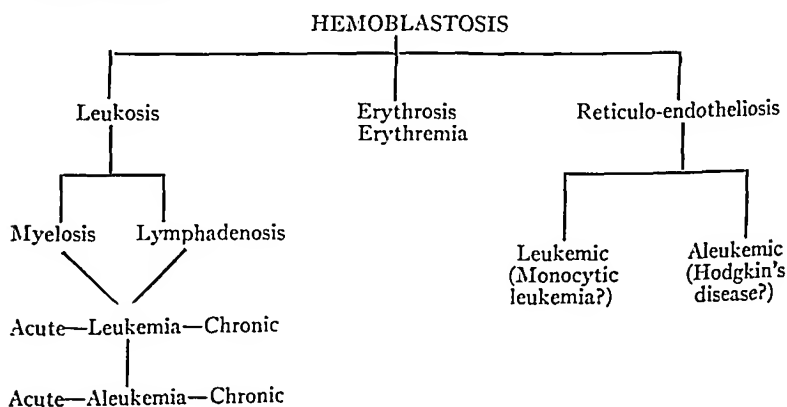 HEMOBLASTOSIS
Leukosis
Erythrosis
Erythremia
Reticulo-endotheliosis
Myelosis Lymphadenosis
Leukemic
(Monocytic
leukemia?)
Aleukemic
(Hodgkin's
disease?)
Acute—Leukemia—Chronic
Acute—Aleukemia—Chronic